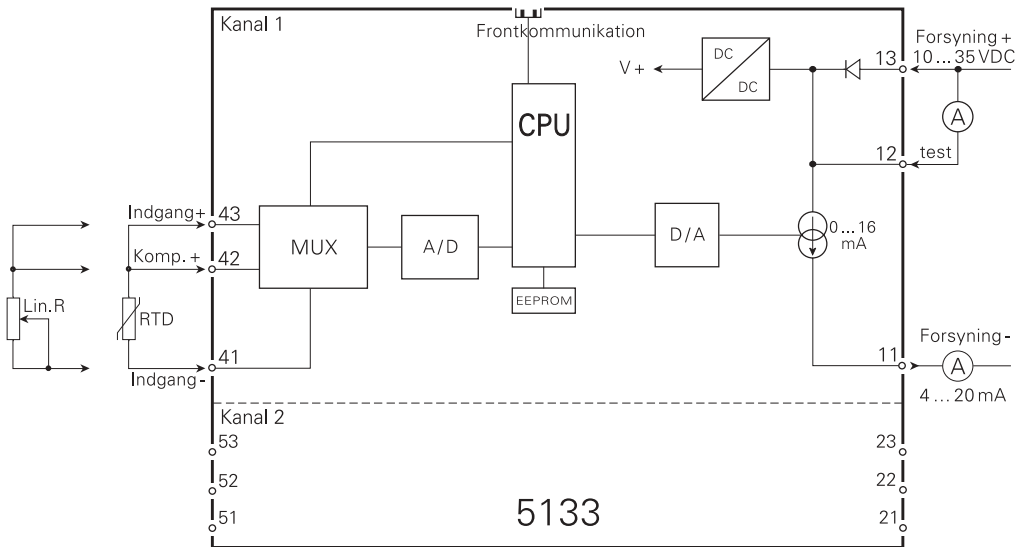 Kanal 1
Frontkommunikation
Forsyning +
10 ... 35 VDC
13
V +
DC
DC
A
CPU
12
test
Indgang+
43
MUX
A/D
D/A
0 ... 16
mA
Komp. +
42
EEPROM
Lin.R
RTD
41
Indgang -
11
Forsyning -
A
4 ... 20 mA
Kanal 2
53
23
52
22
51
5133
21